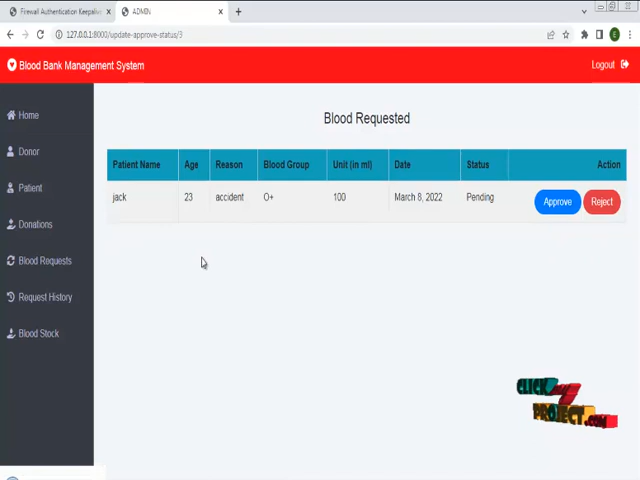 Firewall Authentication Keepalive
ADMIN
127.0.0.1:8000/update-approve-status/3
E
Blood Bank Management System
Logout
Home
Donor
Patient
Donations
Blood Requests
Request History
Blood Stock
Blood Requested
Patient Name Age Reason Blood Group Unit (in ml) Date Status Action
jack 23 accident O+ 100 March 8, 2022 Pending Approve Reject
CLICK
PROJECT.COM